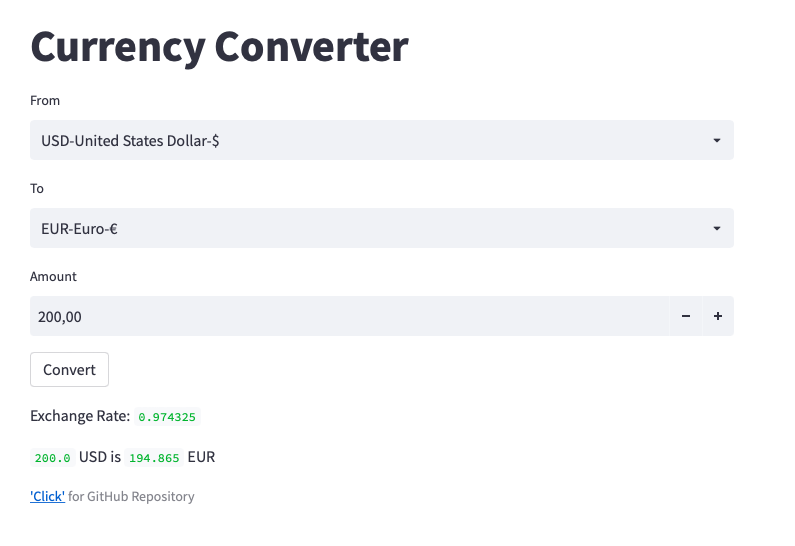 Currency Converter
From
USD-United States Dollar-$
To
EUR-Euro-€
Amount
200,00
Convert
Exchange Rate: 0.974325
200.0 USD is 194.865 EUR
'Click' for GitHub Repository